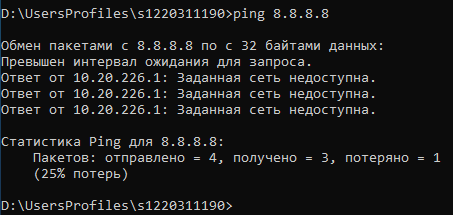 D:\UsersProfiles\s1220311190>ping 8.8.8.8
Обмен пакетами с 8.8.8.8 по с 32 байтами данных:
Превышен интервал ожидания для запроса.
Ответ от 10.20.226.1: Заданная сеть недоступна.
Ответ от 10.20.226.1: Заданная сеть недоступна.
Ответ от 10.20.226.1: Заданная сеть недоступна.
Статистика Ping для 8.8.8.8:
Пакетов: отправлено = 4, получено = 3, потеряно = 1
(25% потерь)
D:\UsersProfiles\s1220311190>